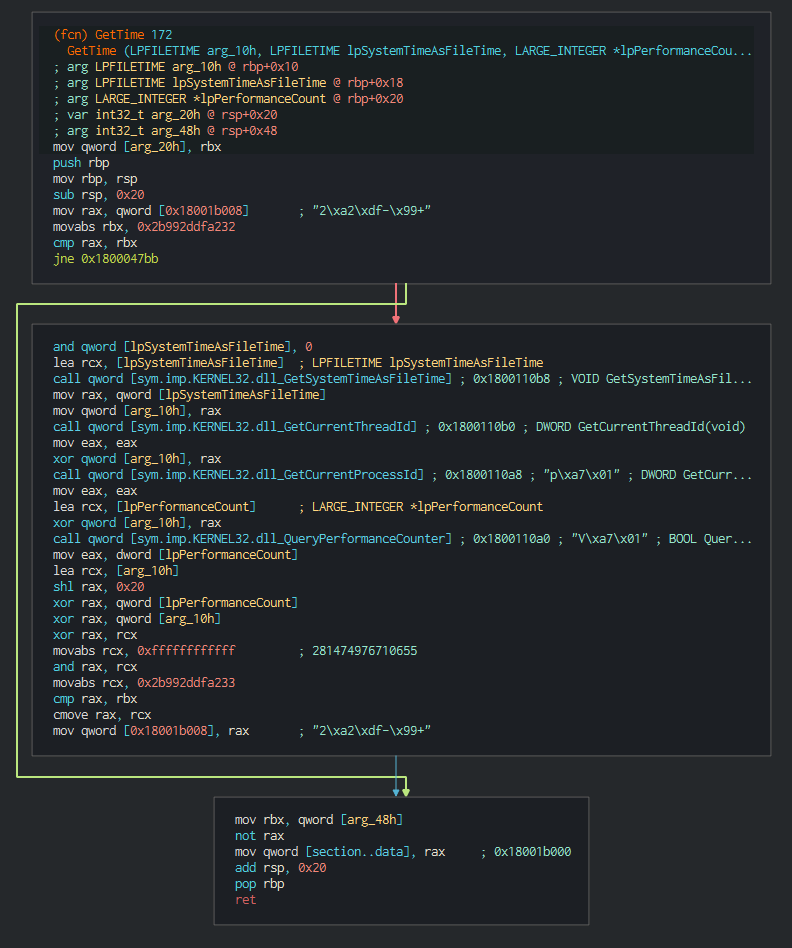 (fcn) GetTime 172
GetTime (LPFILETIME arg_10h, LPFILETIME lpSystemTimeAsFileTime, LARGE_INTEGER *lpPerformanceCou...
; arg LPFILETIME arg_10h @ rbp+0x10
; arg LPFILETIME lpSystemTimeAsFileTime @ rbp+0x18
; arg LARGE_INTEGER *lpPerformanceCount @ rbp+0x20
; var int32_t arg_20h @ rsp+0x20
; arg int32_t arg_48h @ rsp+0x48
mov qword [arg_20h], rbx
push rbp
mov rbp, rsp
sub rsp, 0x20
mov rax, qword [0x18001b008] ; "2\xa2\xdf-\x99+"
movabs rbx, 0x2b992ddfa232
cmp rax, rbx
jne 0x1800047bb
and qword [lpSystemTimeAsFileTime], 0
lea rcx, [lpSystemTimeAsFileTime] ; LPFILETIME lpSystemTimeAsFileTime
call qword [sym.imp.KERNEL32.dll_GetSystemTimeAsFileTime] ; 0x1800110b8 ; VOID GetSystemTimeAsFil...
mov rax, qword [lpSystemTimeAsFileTime]
mov qword [arg_10h], rax
call qword [sym.imp.KERNEL32.dll_GetCurrentThreadId] ; 0x1800110b0 ; DWORD GetCurrentThreadId(void)
mov eax, eax
xor qword [arg_10h], rax
call qword [sym.imp.KERNEL32.dll_GetCurrentProcessId] ; 0x1800110a8 ; "p\xa7\x01" ; DWORD GetCurr...
mov eax, eax
lea rcx, [lpPerformanceCount] ; LARGE_INTEGER *lpPerformanceCount
xor qword [arg_10h], rax
call qword [sym.imp.KERNEL32.dll_QueryPerformanceCounter] ; 0x1800110a0 ; "V\xa7\x01" ; BOOL Quer...
mov eax, dword [lpPerformanceCount]
lea rcx, [arg_10h]
shl rax, 0x20
xor rax, qword [lpPerformanceCount]
xor rax, qword [arg_10h]
xor rax, rcx
movabs rcx, 0xffffffffffff ; 281474976710655
and rax, rcx
movabs rcx, 0x2b992ddfa233
cmp rax, rbx
cmove rax, rcx
mov qword [0x18001b008], rax ; "2\xa2\xdf-\x99+"
mov rbx, qword [arg_48h]
not rax
mov qword [section..data], rax ; 0x18001b000
add rsp, 0x20
pop rbp
ret